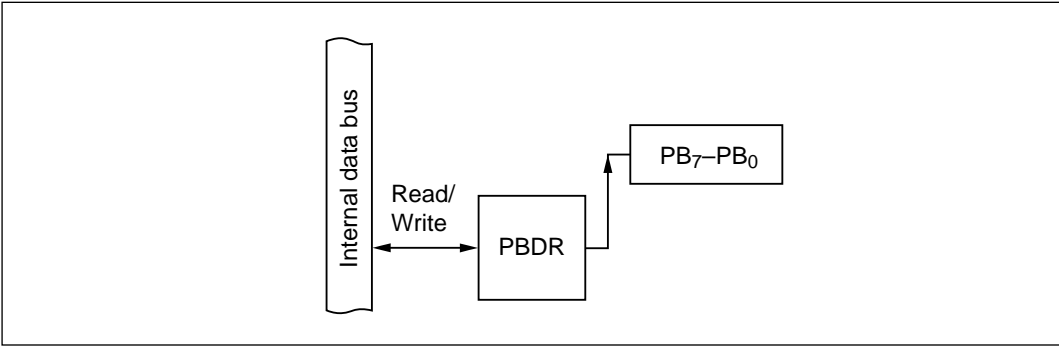 Internal data bus
Read/
Write
PBDR
PB₇–PB₀